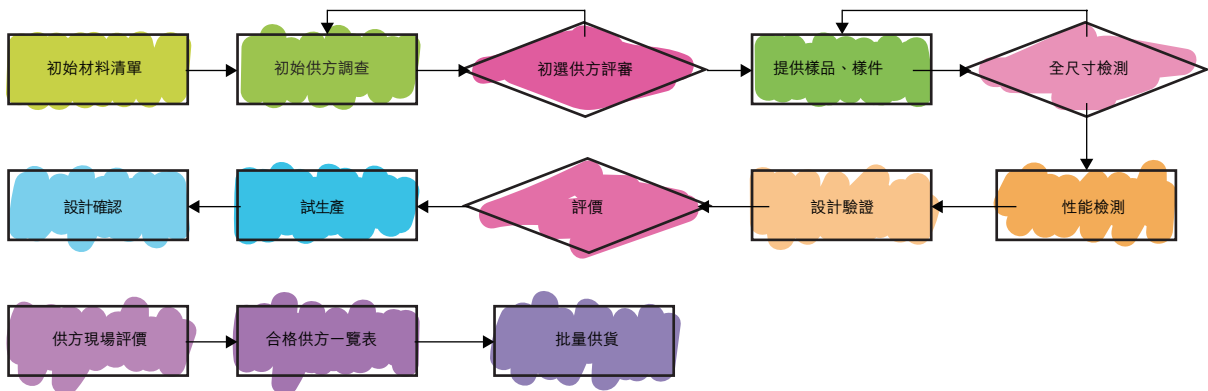 初始材料清單
初始供方調查
初選供方評審
提供樣品、樣件
全尺寸檢測
設計確認
試生產
評價
設計驗證
性能檢測
供方現場評價
合格供方一覽表
批量供貨